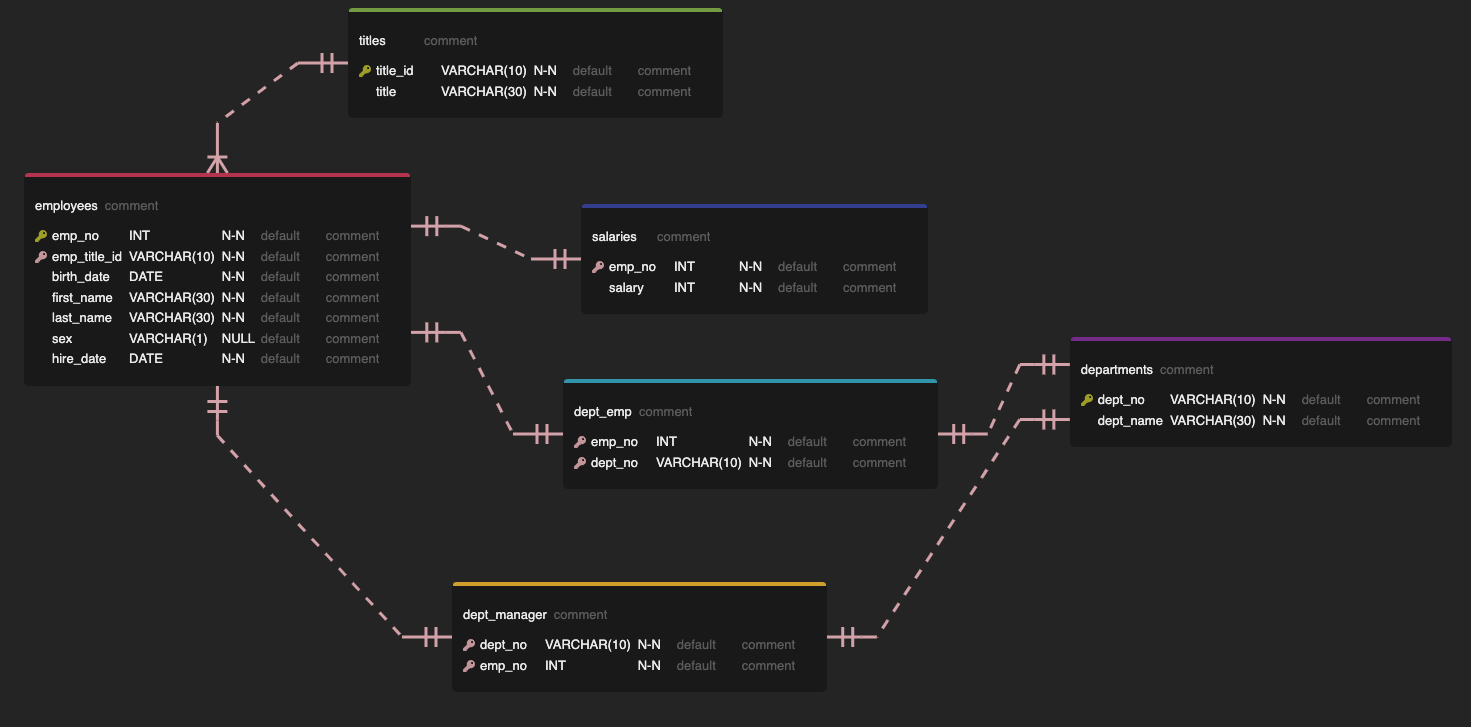 titles comment
title_id VARCHAR(10) N-N default comment
title VARCHAR(30) N-N default comment
employees comment
emp_no INT N-N default comment
emp_title_id VARCHAR(10) N-N default comment
birth_date DATE N-N default comment
first_name VARCHAR(30) N-N default comment
last_name VARCHAR(30) N-N default comment
sex VARCHAR(1) NULL default comment
hire_date DATE N-N default comment
salaries comment
emp_no INT N-N default comment
salary INT N-N default comment
dept_emp comment
emp_no INT N-N default comment
dept_no VARCHAR(10) N-N default comment
departments comment
dept_no VARCHAR(10) N-N default comment
dept_name VARCHAR(30) N-N default comment
dept_manager comment
dept_no VARCHAR(10) N-N default comment
emp_no INT N-N default comment